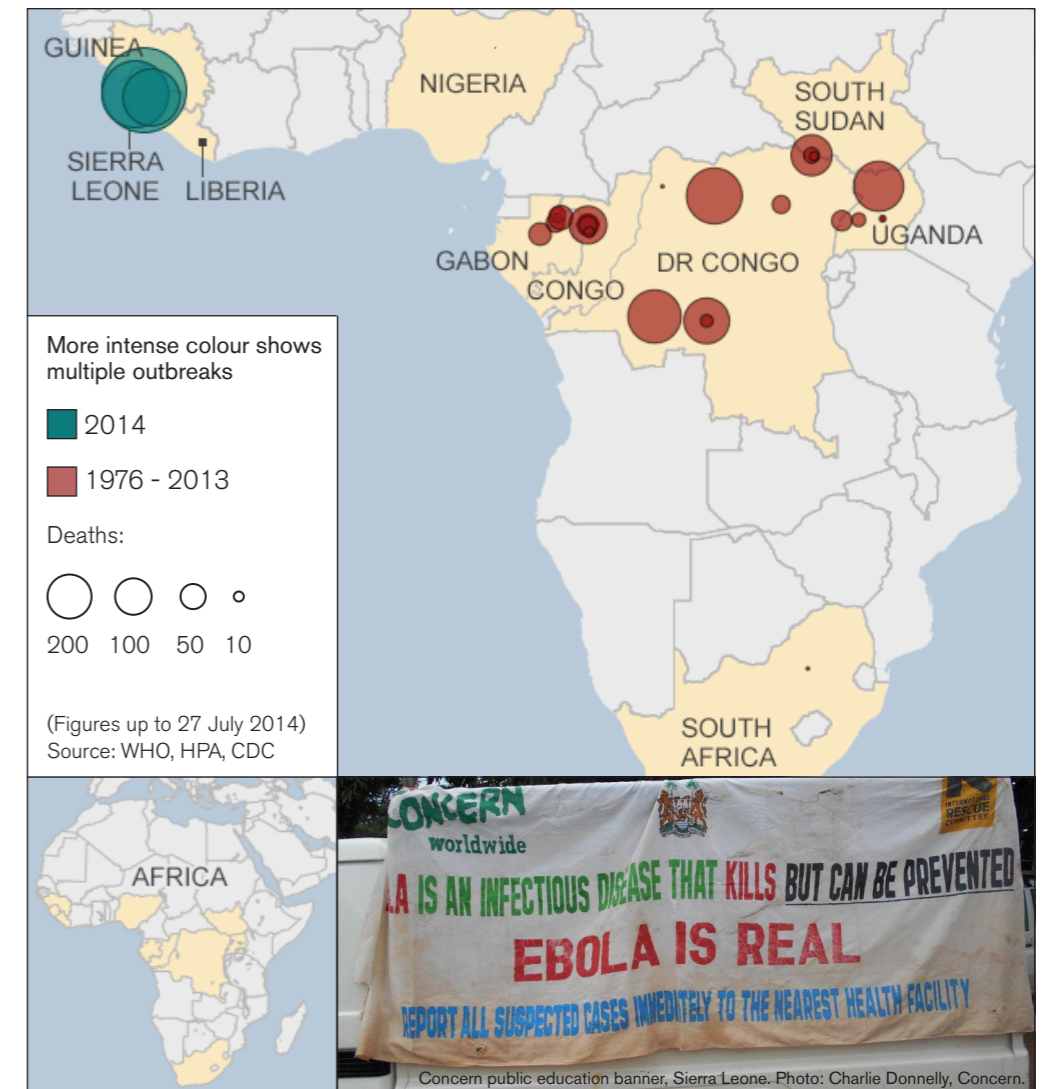 GUINEA
NIGERIA
SOUTH
SUDAN
SIERRA
LEONE
LIBERIA
UGANDA
GABON
DR CONGO
CONGO
SOUTH
AFRICA
More intense colour shows
multiple outbreaks
2014
1976 - 2013
Deaths:
200 100 50 10
(Figures up to 27 July 2014)
Source: WHO, HPA, CDC
AFRICA
CONCERN
worldwide
INTERNATIONAL
RESCUE
COMMITTEE
LA IS AN INFECTIOUS DISEASE THAT KILLS BUT CAN BE PREVENTED
EBOLA IS REAL
REPORT ALL SUSPECTED CASES IMMEDITELY TO THE NEAREST HEALTH FACILITY
Concern public education banner, Sierra Leone. Photo: Charlie Donnelly, Concern.